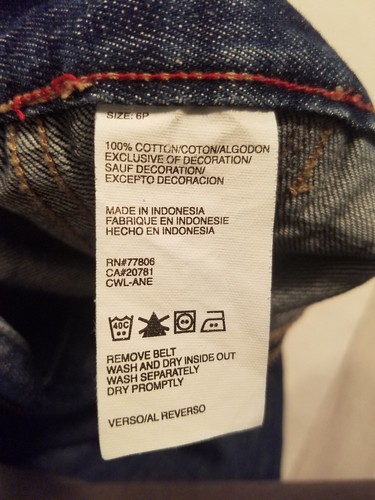 SIZE: 6P
100% COTTON/COTON/ALGODON
EXCLUSIVE OF DECORATION/
SAUF DECORATION/
EXCEPTO DECORACION
MADE IN INDONESIA
FABRIQUE EN INDONESIE
HECHO EN INDONESIA
RN#77806
CA#20781
CWL-ANE
40C
REMOVE BELT
WASH AND DRY INSIDE OUT
WASH SEPARATELY
DRY PROMPTLY
VERSO/AL REVERSO